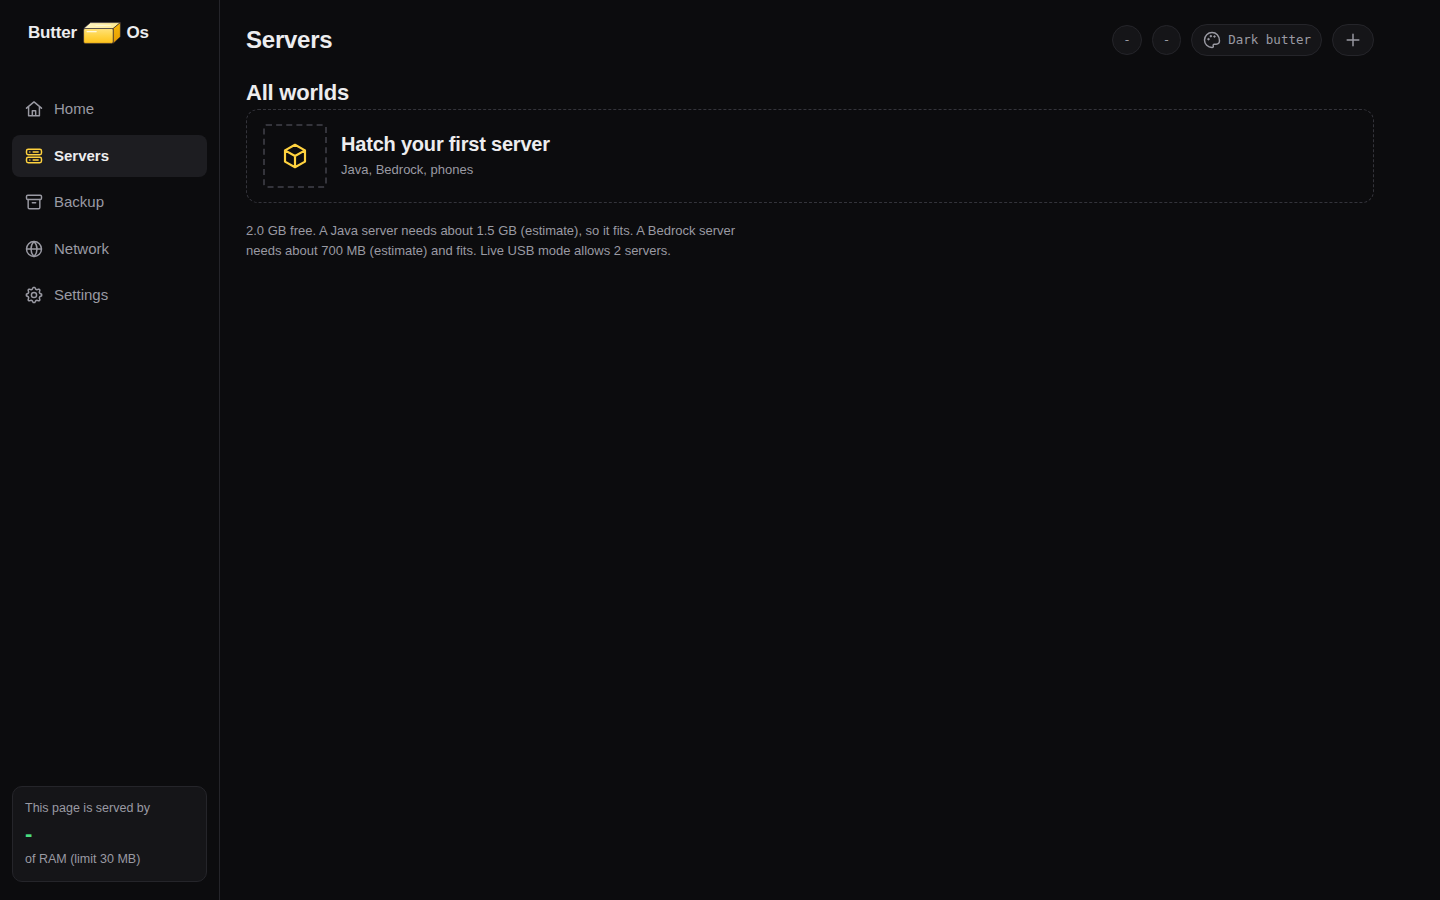 Butter Os
Home
Servers
Backup
Network
Settings
This page is served by
-
of RAM (limit 30 MB)
Servers
-
-
Dark butter
All worlds
Hatch your first server
Java, Bedrock, phones
2.0 GB free. A Java server needs about 1.5 GB (estimate), so it fits. A Bedrock server
needs about 700 MB (estimate) and fits. Live USB mode allows 2 servers.